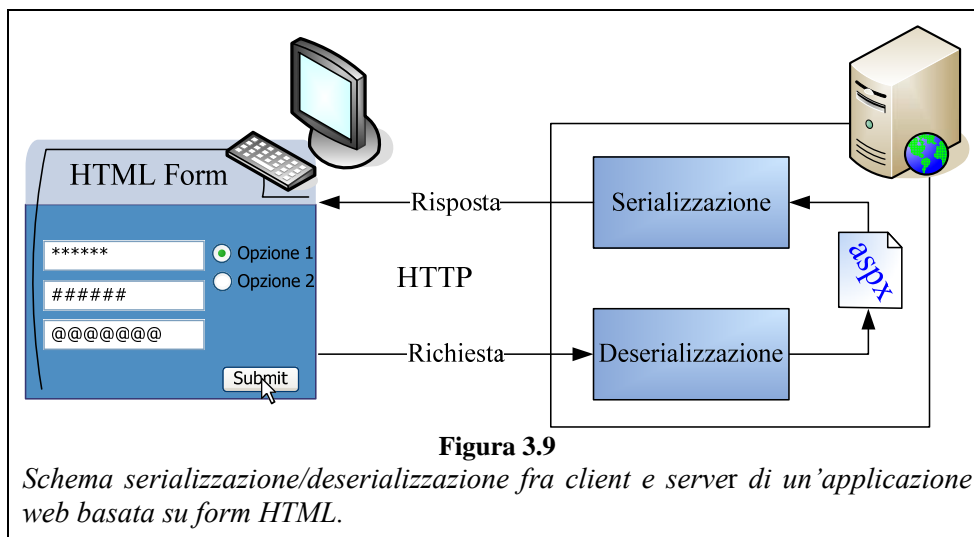 HTML Form
******
######
@@@@@@@
Opzione 1
Opzione 2
Submit
Risposta
HTTP
Richiesta
Serializzazione
Deserializzazione
aspx
Figura 3.9
Schema serializzazione/deserializzazione fra client e server di un’applicazione
web basata su form HTML.